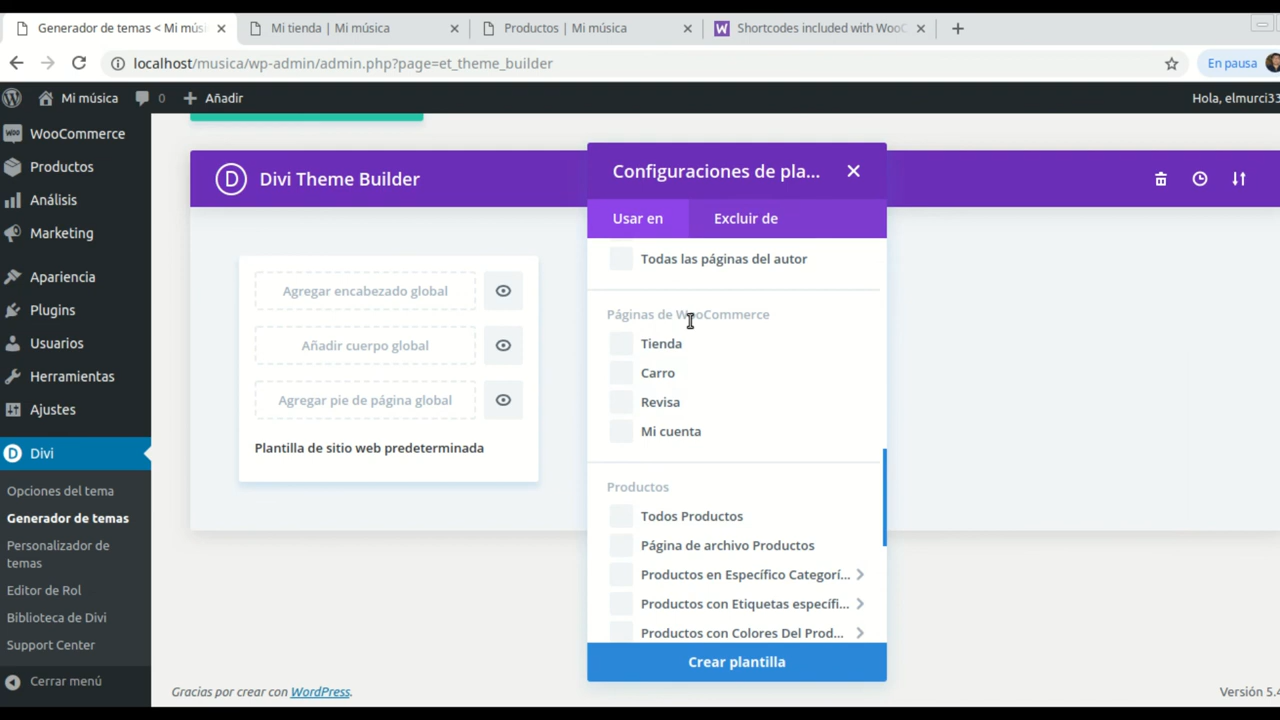 Generador de temas < Mi músi
Mi tienda | Mi música
Productos | Mi música
Shortcodes included with WooC
localhost/musica/wp-admin/admin.php?page=et_theme_builder
En pausa
Mi música
0
Añadir
Hola, elmurci33
WooCommerce
Productos
Análisis
Marketing
Apariencia
Plugins
Usuarios
Herramientas
Ajustes
Divi
Opciones del tema
Generador de temas
Personalizador de
temas
Editor de Rol
Biblioteca de Divi
Support Center
Cerrar menú
D
Divi Theme Builder
Agregar encabezado global
Añadir cuerpo global
Agregar pie de página global
Plantilla de sitio web predeterminada
Configuraciones de pla...
Usar en
Excluir de
Todas las páginas del autor
Páginas de WooCommerce
Tienda
Carro
Revisa
Mi cuenta
Productos
Todos Productos
Página de archivo Productos
Productos en Específico Categorí...
Productos con Etiquetas específi...
Productos con Colores Del Prod...
Crear plantilla
Gracias por crear con WordPress.
Versión 5.4